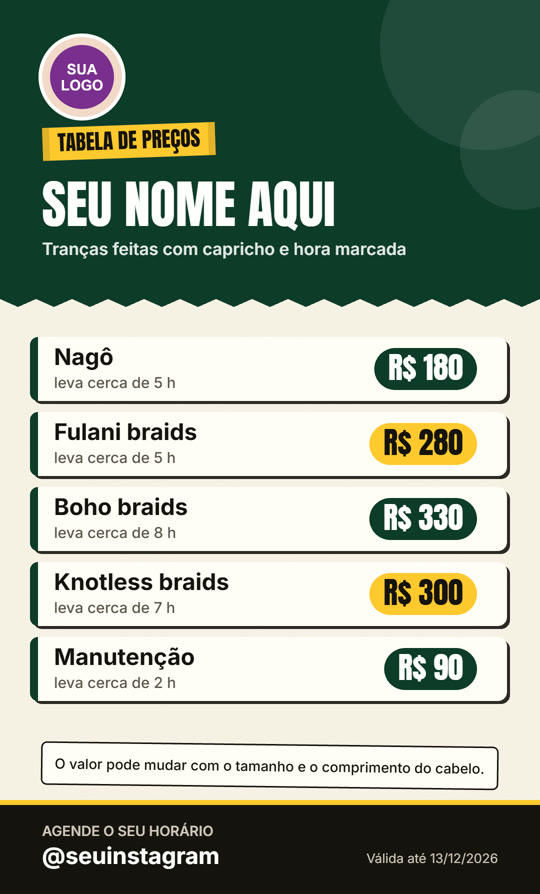 SUA
LOGO
TABELA DE PREÇOS
SEU NOME AQUI
Tranças feitas com capricho e hora marcada
Nagô
leva cerca de 5 h
R$ 180
Fulani braids
leva cerca de 5 h
R$ 280
Boho braids
leva cerca de 8 h
R$ 330
Knotless braids
leva cerca de 7 h
R$ 300
Manutenção
leva cerca de 2 h
R$ 90
O valor pode mudar com o tamanho e o comprimento do cabelo.
AGENDE O SEU HORÁRIO
@seuinstagram
Válida até 13/12/2026